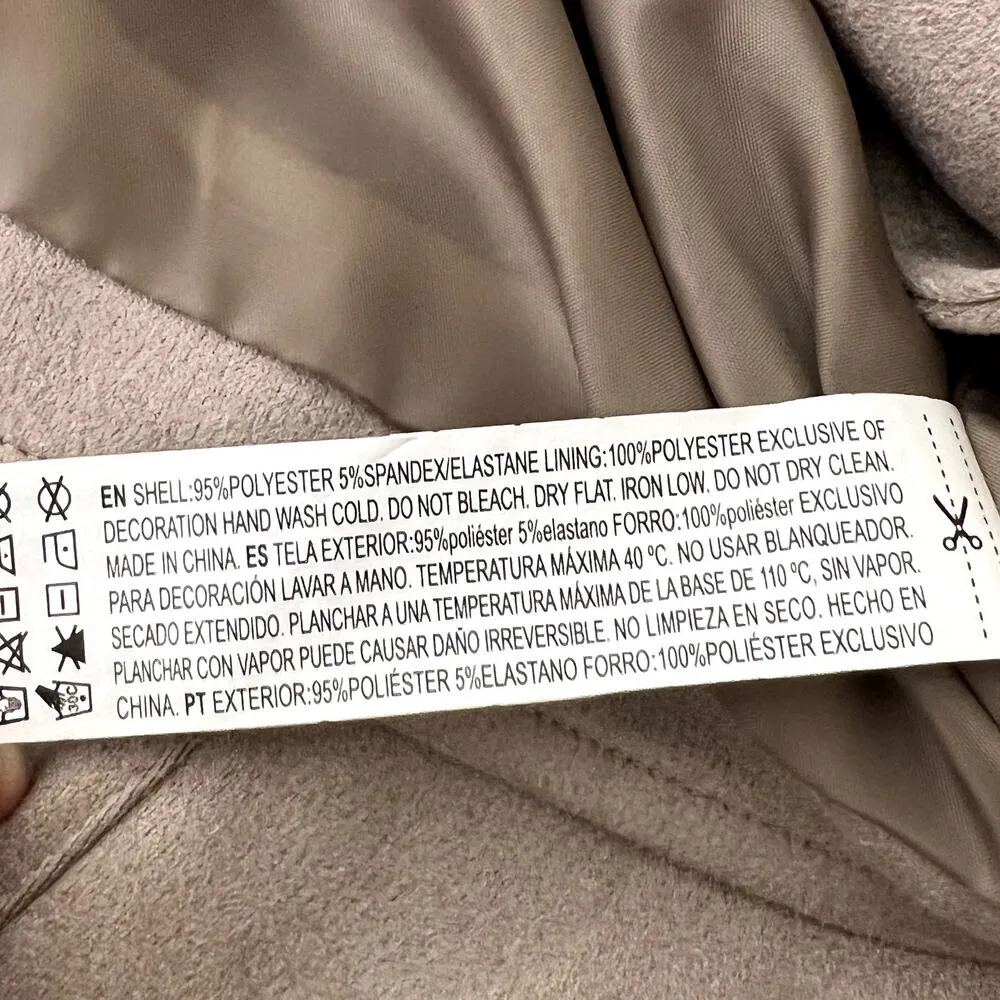 EN SHELL:95%POLYESTER 5%SPANDEX/ELASTANE LINING:100%POLYESTER EXCLUSIVE OF
DECORATION HAND WASH COLD. DO NOT BLEACH. DRY FLAT. IRON LOW. DO NOT DRY CLEAN.
MADE IN CHINA. ES TELA EXTERIOR:95%poliéster 5%elastano FORRO:100%poliéster EXCLUSIVO
PARA DECORACIÓN LAVAR A MANO. TEMPERATURA MÁXIMA 40 ºC. NO USAR BLANQUEADOR.
SECADO EXTENDIDO. PLANCHAR A UNA TEMPERATURA MÁXIMA DE LA BASE DE 110 ºC, SIN VAPOR.
PLANCHAR CON VAPOR PUEDE CAUSAR DAÑO IRREVERSIBLE. NO LIMPIEZA EN SECO. HECHO EN
CHINA. PT EXTERIOR:95%POLIÉSTER 5%ELASTANO FORRO:100%POLIÉSTER EXCLUSIVO
30C